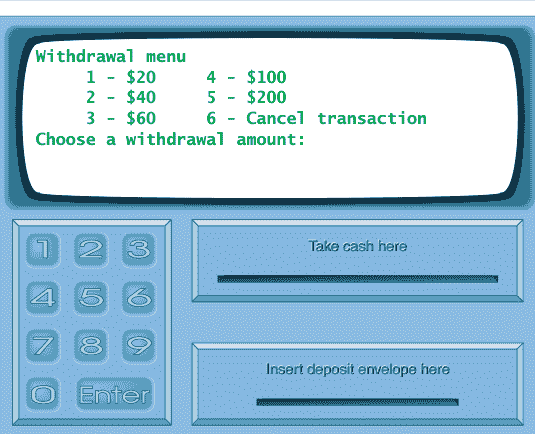 Withdrawal menu
1 - $20 4 - $100
2 - $40 5 - $200
3 - $60 6 - Cancel transaction
Choose a withdrawal amount:
1 2 3
4 5 6
7 8 9
0 Enter
Take cash here
Insert deposit envelope here